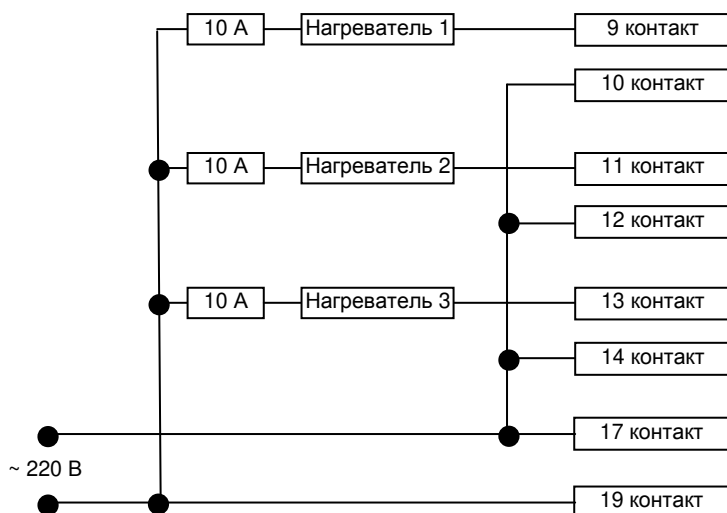 10 А Нагреватель 1 9 контакт
10 контакт
10 А Нагреватель 2 11 контакт
12 контакт
10 А Нагреватель 3 13 контакт
14 контакт
17 контакт
~ 220 В
19 контакт